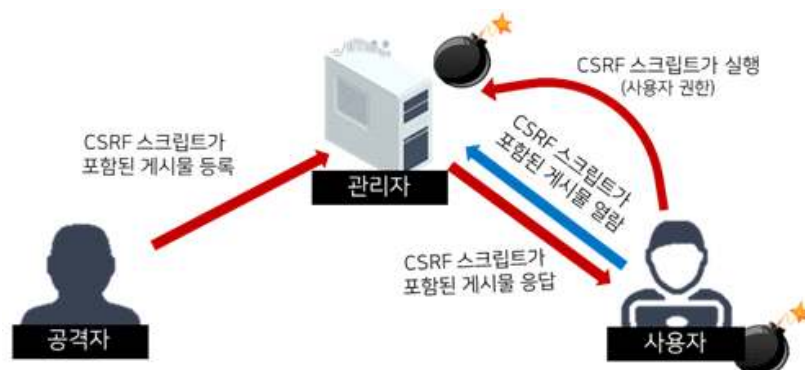 CSRF 스크립트가 실행
(사용자 권한)
CSRF 스크립트가
포함된 게시물 등록
CSRF 스크립트가
포함된 게시물 열람
관리자
CSRF 스크립트가
포함된 게시물 응답
공격자
사용자